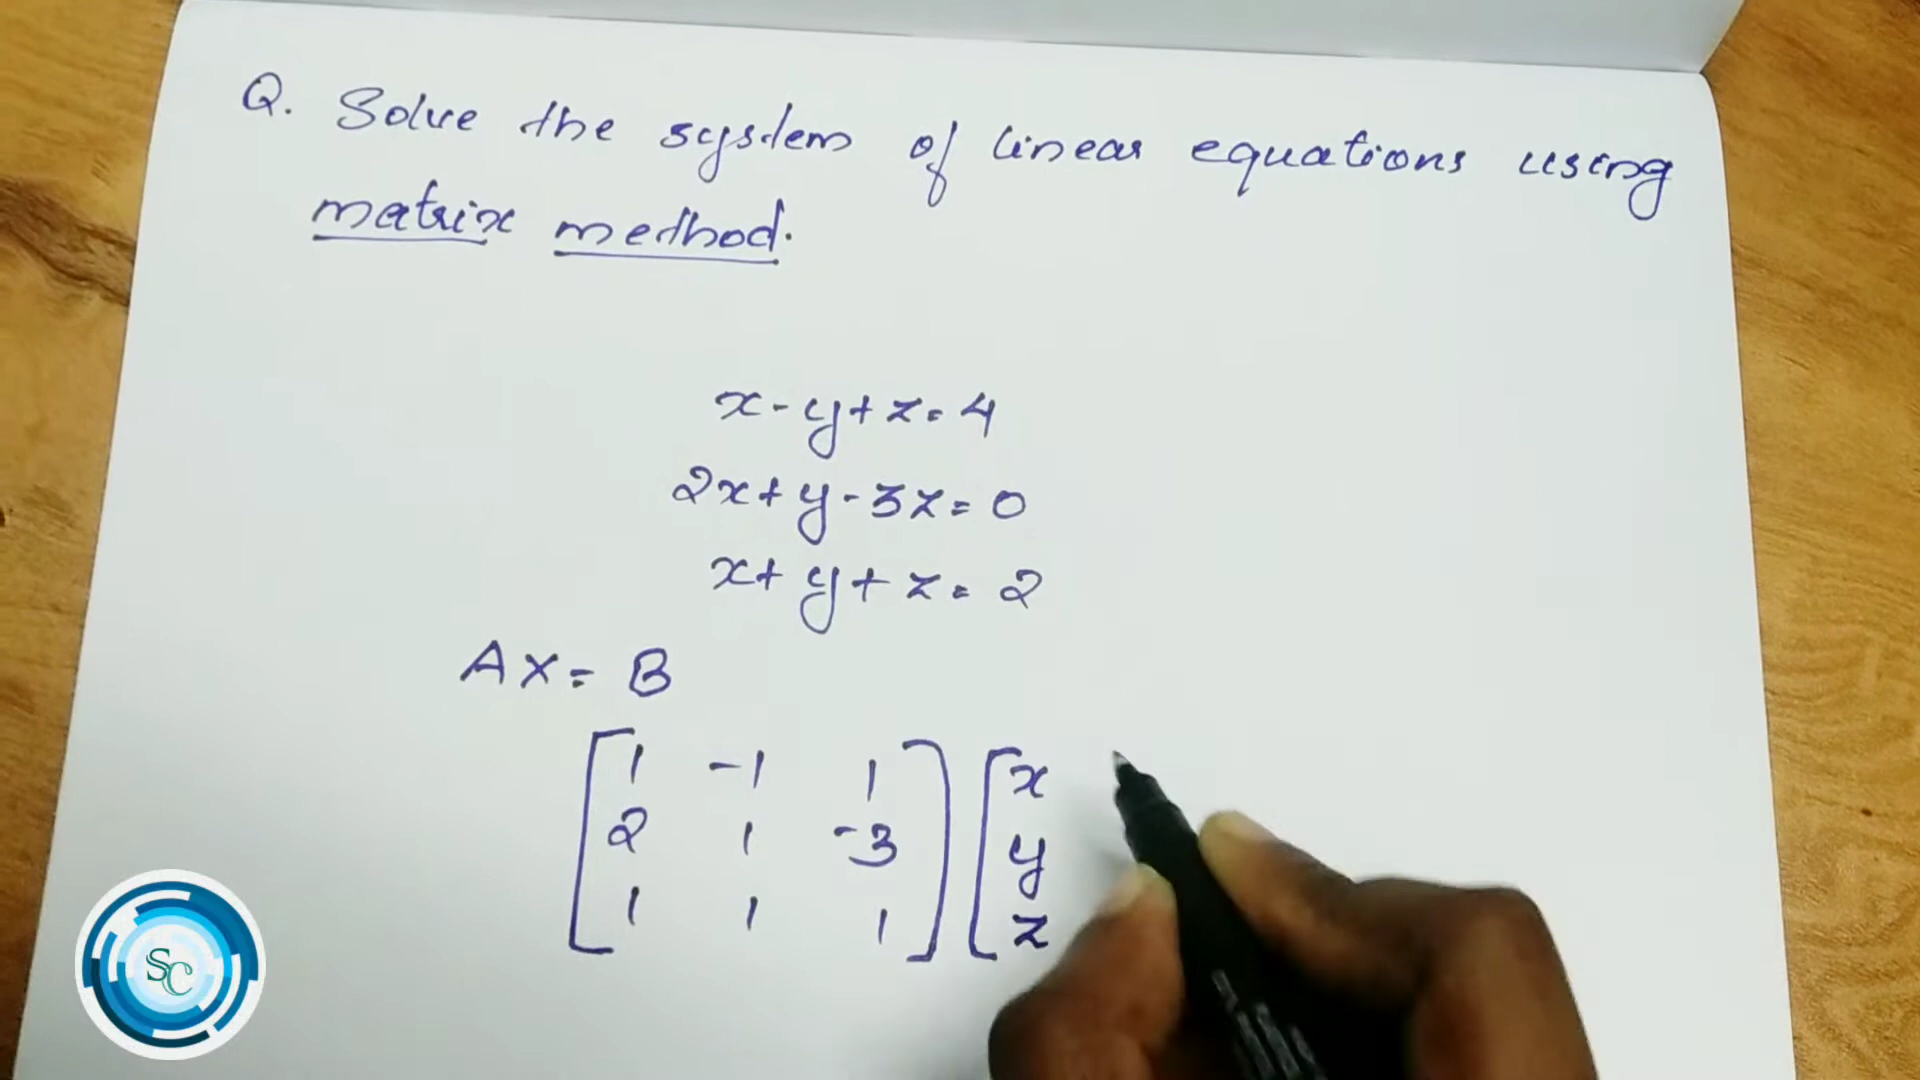 Q. Solve the system of linear equations using
matrix method.
x - y + z = 4
2x + y - 3z = 0
x + y + z = 2
AX = B
[1 -1 1] [x
2 1 -3 y
1 1 1 z
SC